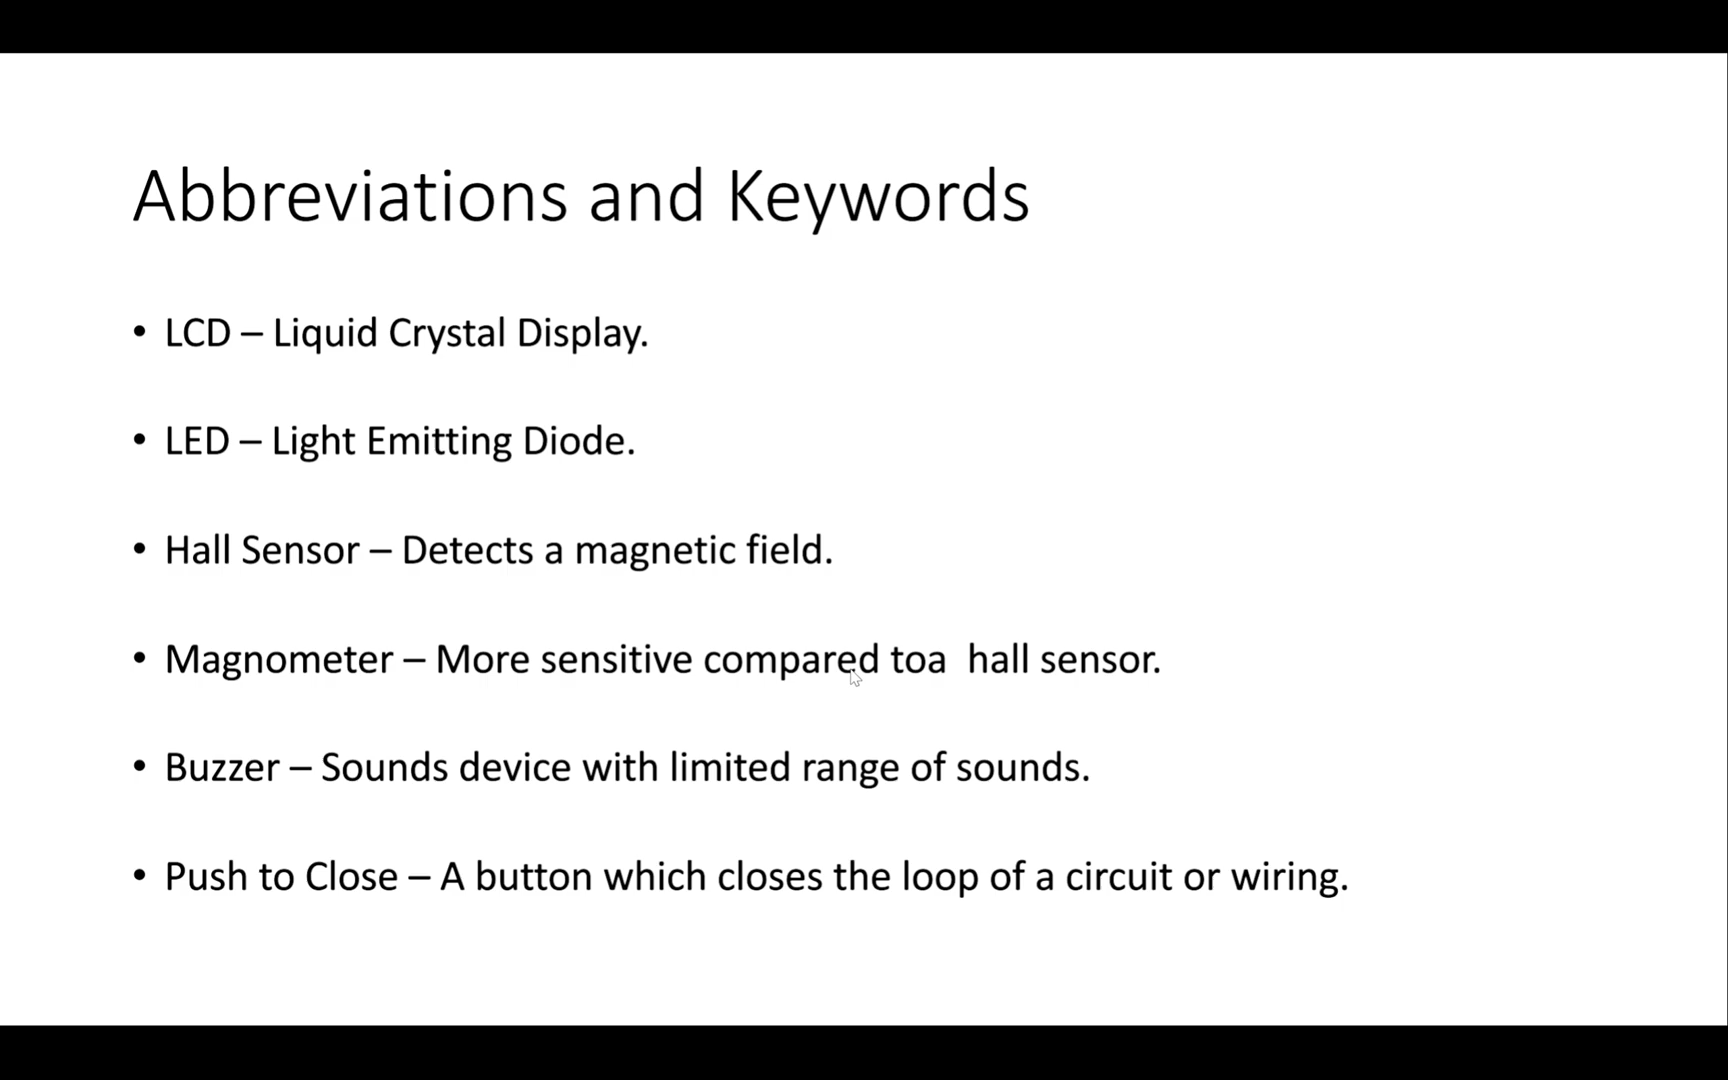 Abbreviations and Keywords
• LCD – Liquid Crystal Display.
• LED – Light Emitting Diode.
• Hall Sensor – Detects a magnetic field.
• Magnometer – More sensitive compared toa  hall sensor.
• Buzzer – Sounds device with limited range of sounds.
• Push to Close – A button which closes the loop of a circuit or wiring.